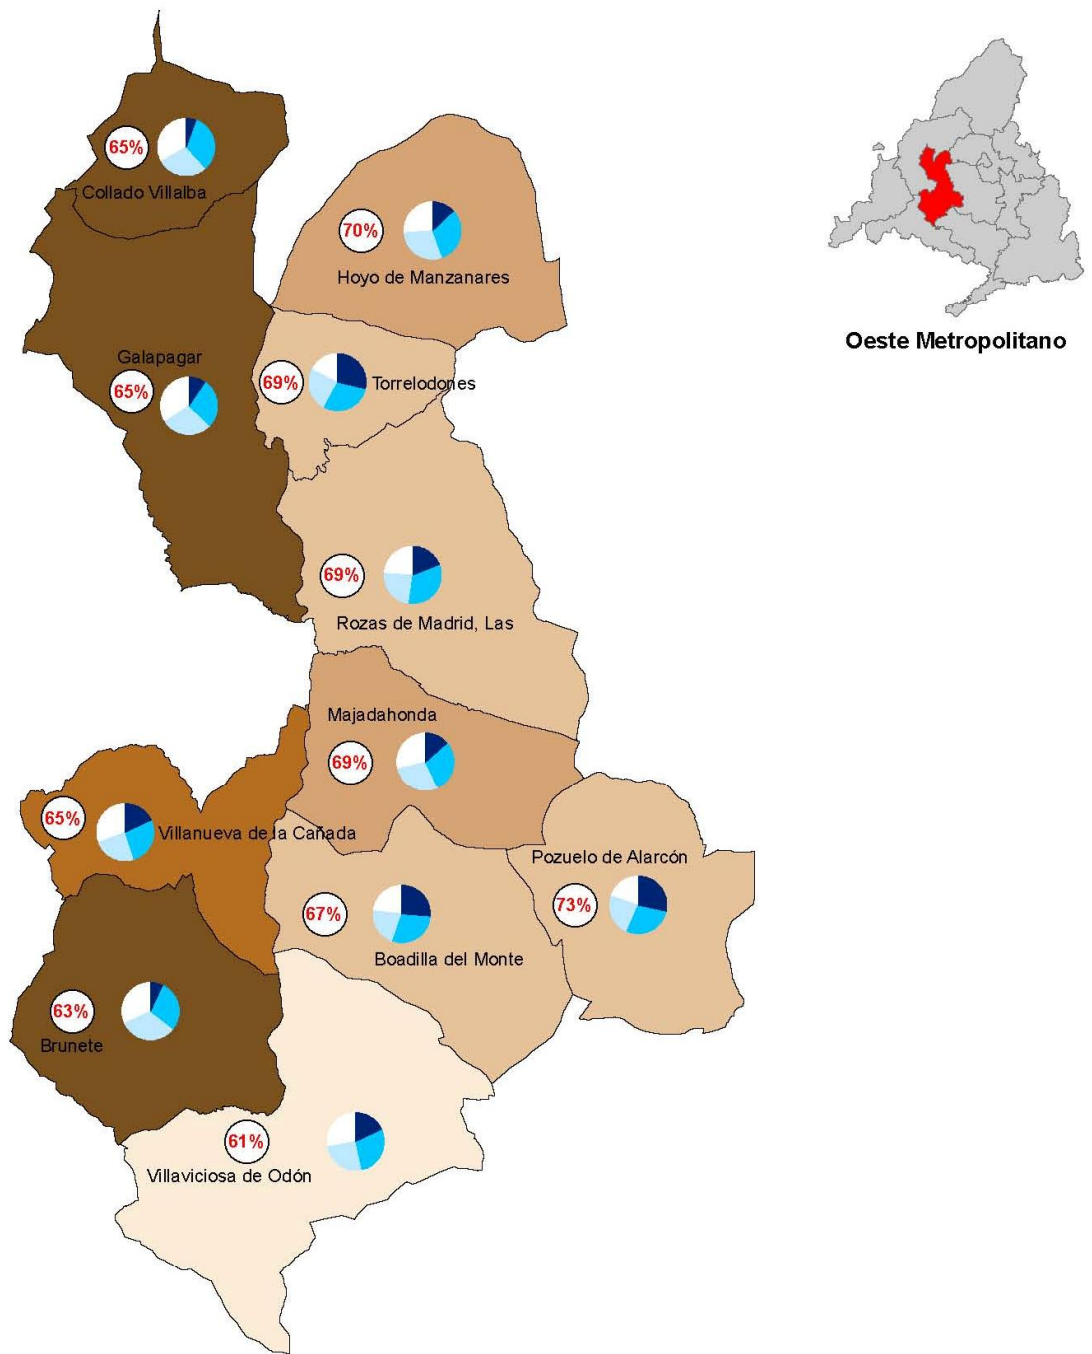 65%
Collado Villalba
70%
Hoyo de Manzanares
Oeste Metropolitano
Galapagar
65%
69%
Torrelodones
69%
Rozas de Madrid, Las
Majadahonda
69%
65%
Villanueva de la Cañada
Pozuelo de Alarcón
73%
67%
Boadilla del Monte
63%
Brunete
61%
Villaviciosa de Odón